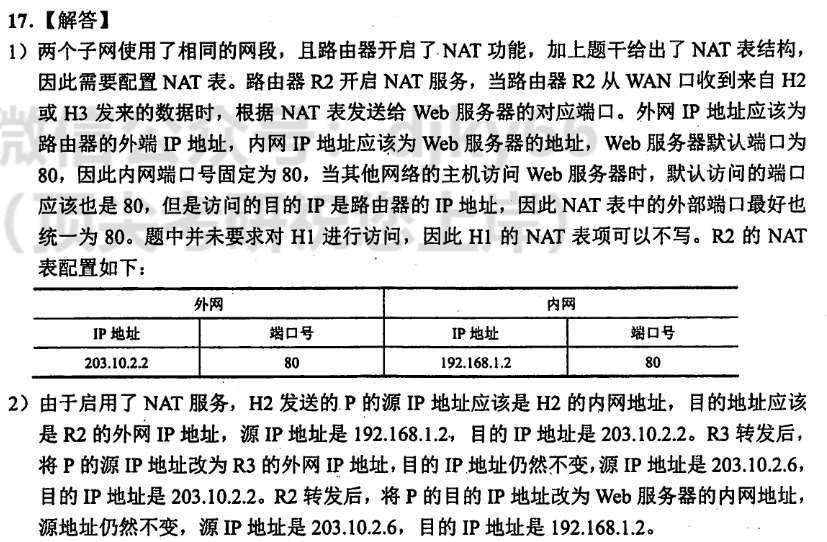 17.【解答】
1）两个子网使用了相同的网段，且路由器开启了 NAT 功能，加上题干给出了 NAT 表结构，
因此需要配置 NAT 表。路由器 R2 开启 NAT 服务，当路由器 R2 从 WAN 口收到来自 H2
或 H3 发来的数据时，根据 NAT 表发送给 Web 服务器的对应端口。外网 IP 地址应该为
路由器的外端 IP 地址，内网 IP 地址应该为 Web 服务器的地址，Web 服务器默认端口为
80，因此内网端口号固定为 80，当其他网络的主机访问 Web 服务器时，默认访问的端口
应该也是 80，但是访问的目的 IP 是路由器的 IP 地址，因此 NAT 表中的外部端口最好也
统一为 80。题中并未要求对 H1 进行访问，因此 H1 的 NAT 表项可以不写。R2 的 NAT
表配置如下：
外网 内网
IP 地址 端口号 IP 地址 端口号
203.10.2.2 80 192.168.1.2 80
2）由于启用了 NAT 服务，H2 发送的 P 的源 IP 地址应该是 H2 的内网地址，目的地址应该
是 R2 的外网 IP 地址，源 IP 地址是 192.168.1.2，目的 IP 地址是 203.10.2.2。R3 转发后，
将 P 的源 IP 地址改为 R3 的外网 IP 地址，目的 IP 地址仍然不变，源 IP 地址是 203.10.2.6，
目的 IP 地址是 203.10.2.2。R2 转发后，将 P 的目的 IP 地址改为 Web 服务器的内网地址，
源地址仍然不变，源 IP 地址是 203.10.2.6，目的 IP 地址是 192.168.1.2。